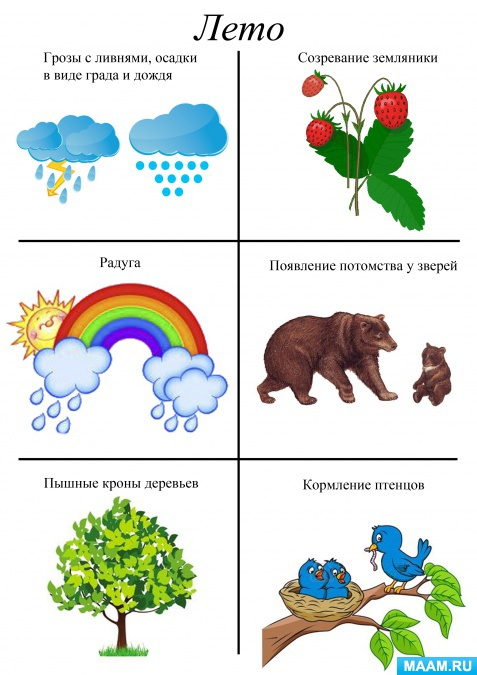 Лето
Грозы с ливнями, осадки
в виде града и дождя
Созревание земляники
Радуга
Появление потомства у зверей
Пышные кроны деревьев
Кормление птенцов
MAAM.RU